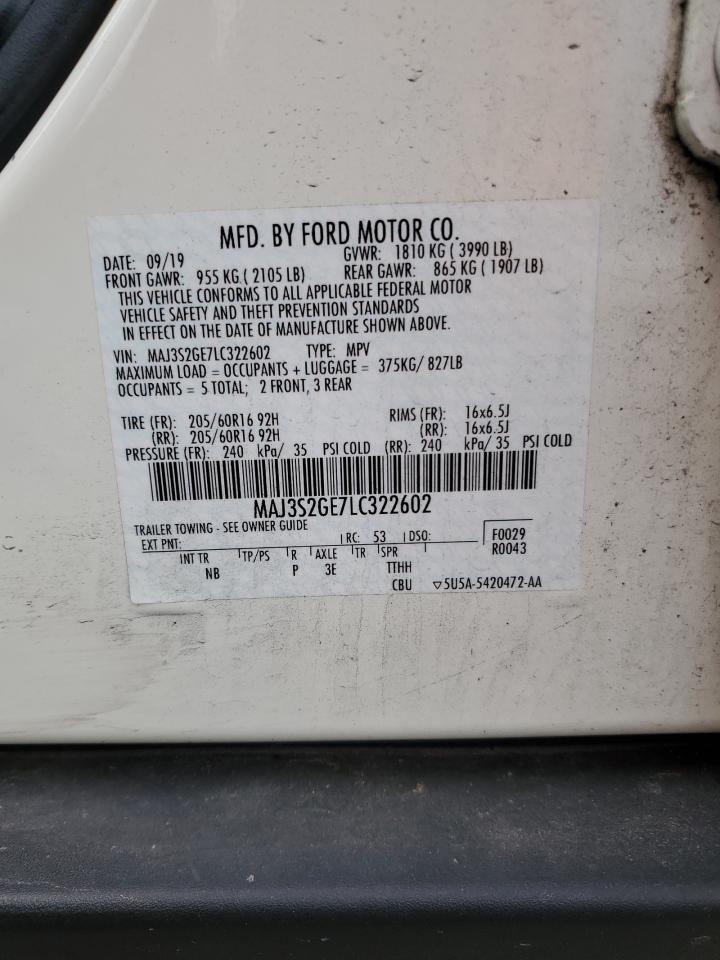 MFD. BY FORD MOTOR CO.
DATE: 09/19 GVWR: 1810 KG ( 3990 LB)
FRONT GAWR: 955 KG ( 2105 LB) REAR GAWR: 865 KG ( 1907 LB)
THIS VEHICLE CONFORMS TO ALL APPLICABLE FEDERAL MOTOR
VEHICLE SAFETY AND THEFT PREVENTION STANDARDS
IN EFFECT ON THE DATE OF MANUFACTURE SHOWN ABOVE.
VIN: MAJ3S2GE7LC322602 TYPE: MPV
MAXIMUM LOAD = OCCUPANTS + LUGGAGE = 375KG/ 827LB
OCCUPANTS = 5 TOTAL; 2 FRONT, 3 REAR
TIRE (FR): 205/60R16 92H RIMS (FR): 16x6.5J
(RR): 205/60R16 92H (RR): 16x6.5J
PRESSURE (FR): 240 kPa/ 35 PSI COLD (RR): 240 kPa/ 35 PSI COLD
MAJ3S2GE7LC322602
TRAILER TOWING - SEE OWNER GUIDE
EXT PNT: RC: 53 DSO: F0029
R0043
INT TR TP/PS R AXLE TR SPR
NB P 3E TTHH
CBU ▽5U5A-5420472-AA